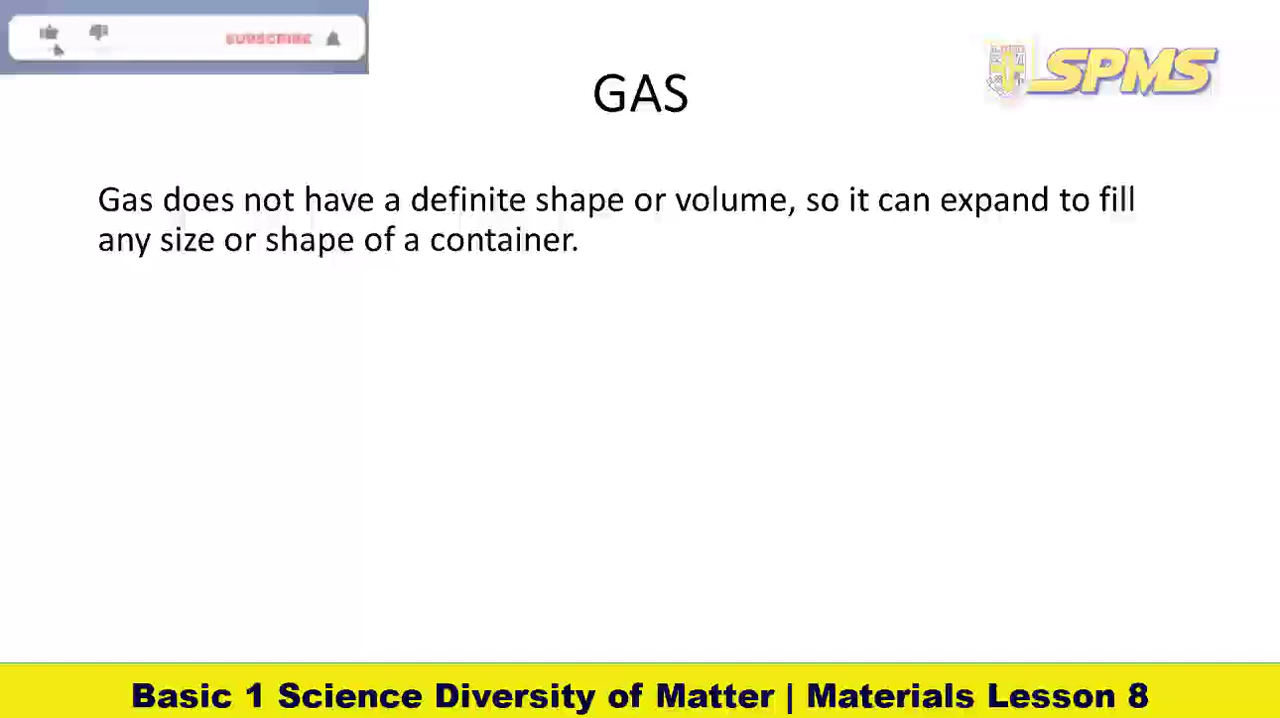 SUBSCRIBE
SPMS
GAS
Gas does not have a definite shape or volume, so it can expand to fill
any size or shape of a container.
Basic 1 Science Diversity of Matter | Materials Lesson 8